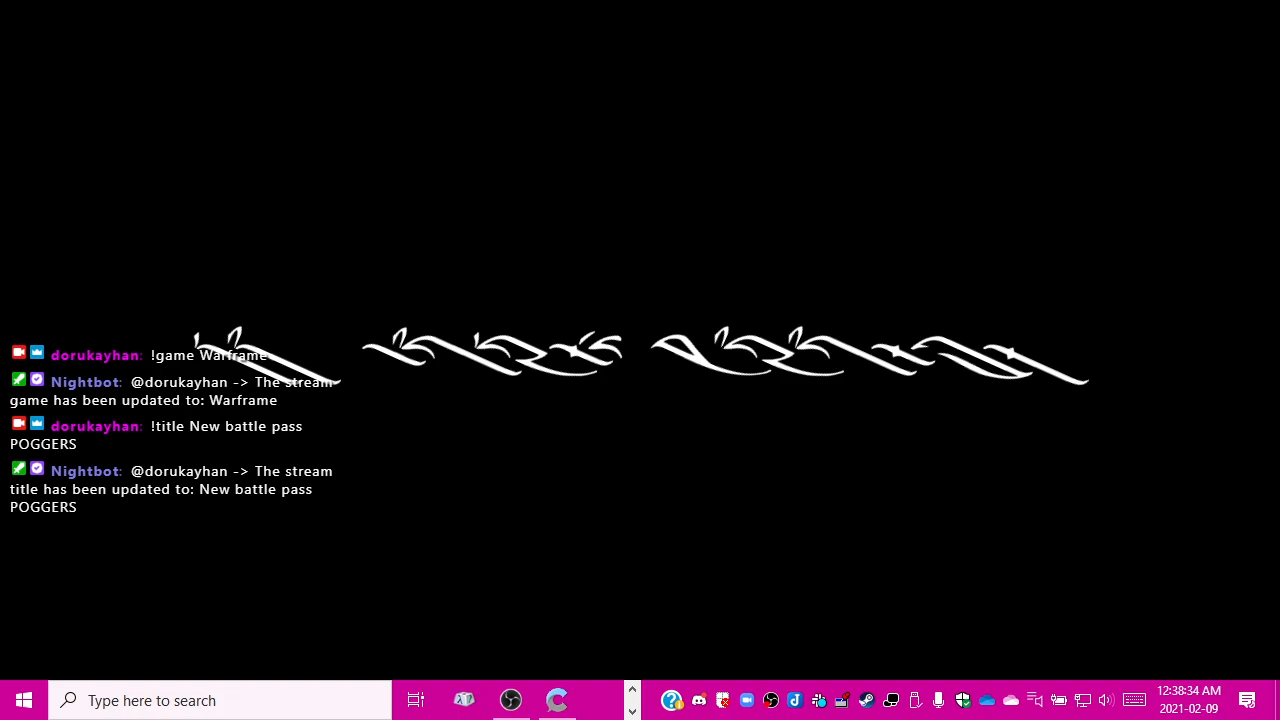 dorukayhan: !game Warframe
Nightbot: @dorukayhan -> The stream
game has been updated to: Warframe
dorukayhan: !title New battle pass
POGGERS
Nightbot: @dorukayhan -> The stream
title has been updated to: New battle pass
POGGERS
Type here to search
12:38:34 AM
2021-02-09